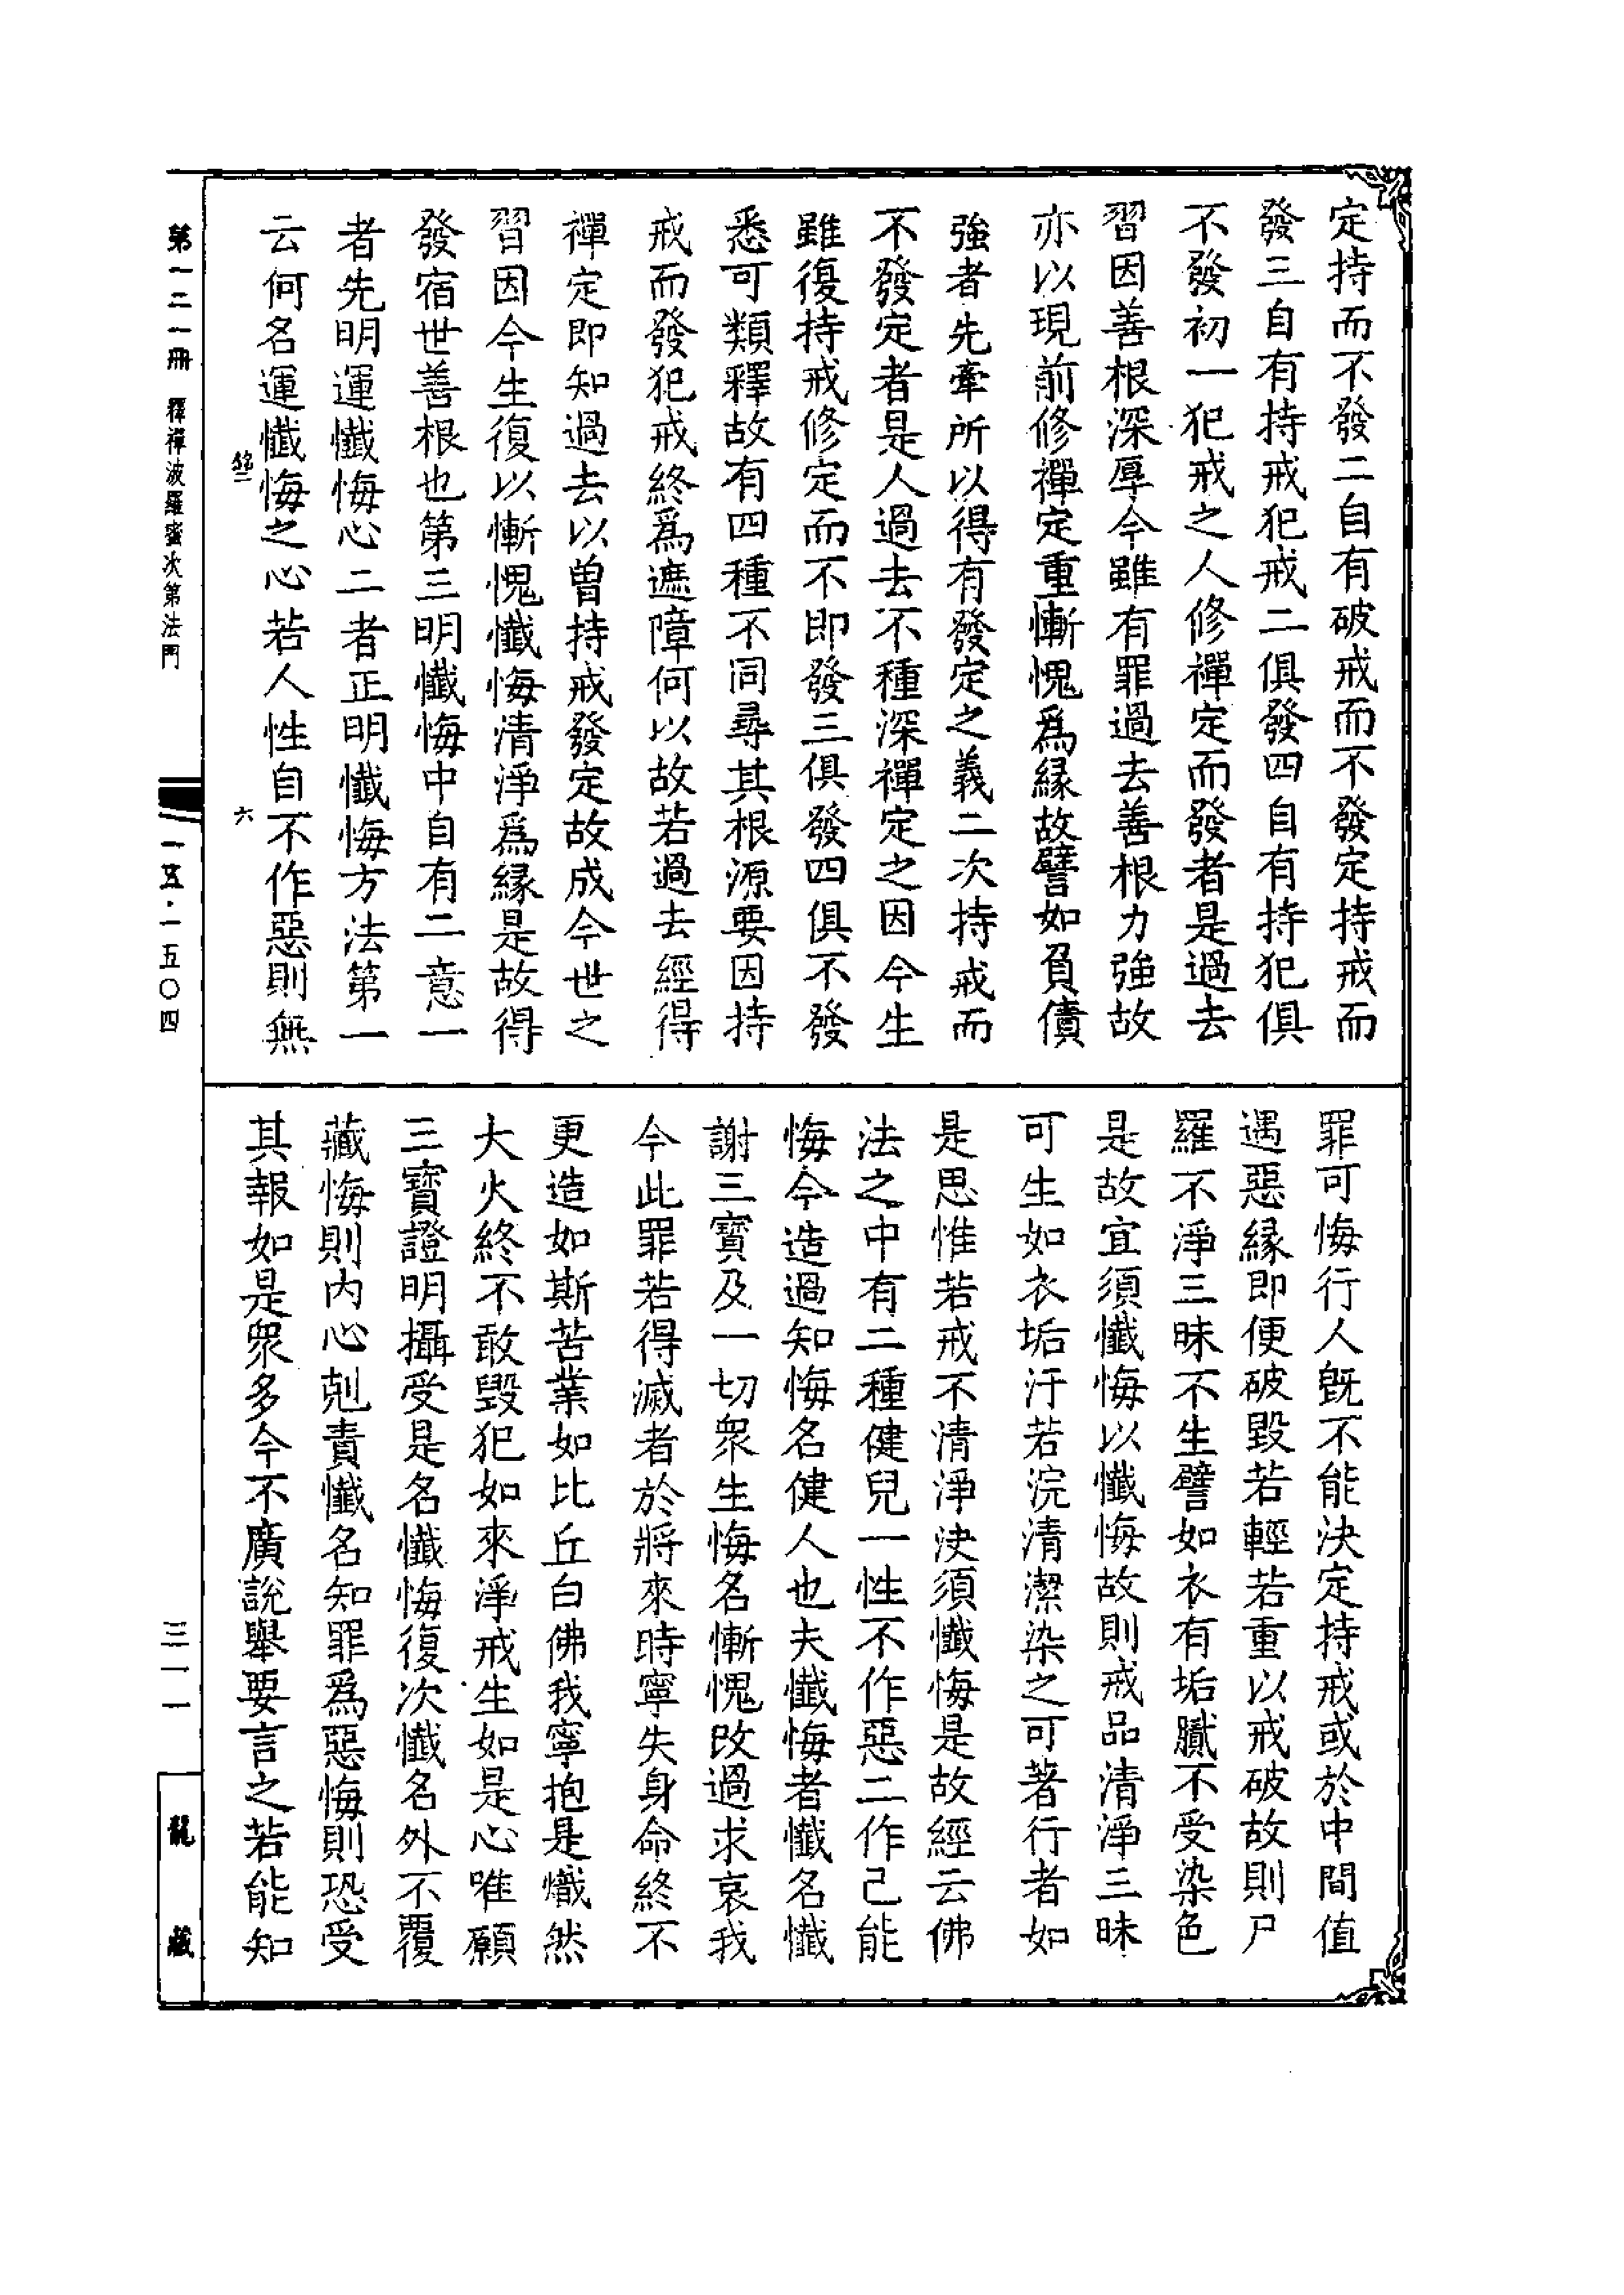 定持而不發二自有破戒而不發定持戒而
發三自有持戒犯戒二俱發四自有持犯俱
不發初一犯戒之人修禪定而發者是過去
習因善根深厚今雖有罪過去善根力強故
亦以現前修禪定重慚愧為緣故譬如負債
強者先牽所以得有發定之義二次持戒而
不發定者是人過去不種深禪定之因今生
雖復持戒修定而不即發三俱發四俱不發
悉可類釋故有四種不同尋其根源要因持
戒而發犯戒終為遮障何以故若過去經得
禪定即知過去以曾持戒發定故成今世之
習因今生復以慚愧懺悔清淨為緣是故得
發宿世善根也第三明懺悔中自有二意一
者先明運懺悔心二者正明懺悔方法第一
云何名運懺悔之心若人性自不作惡則無
六
罪可悔行人既不能決定持戒或於中間值
遇惡緣即便破毀若輕若重以戒破故則尸
羅不淨三昧不生譬如衣有垢膩不受染色
是故宜須懺悔以懺悔故則戒品清淨三昧
可生如衣垢汙若浣清潔染之可著行者如
是思惟若戒不清淨決須懺悔是故經云佛
法之中有二種健兒一性不作惡二作己能
悔今造過知悔名健人也夫懺悔者懺名懺
謝三寶及一切眾生悔名慚愧改過求哀我
今此罪若得滅者於將來時寧失身命終不
更造如斯苦業如比丘白佛我寧抱是熾然
大火終不敢毀犯如來淨戒生如是心唯願
三寶證明攝受是名懺悔復次懺名外不覆
藏悔則內心剋責懺名知罪為惡悔則恐受
其報如是眾多今不廣說舉要言之若能知
第一二一冊 釋禪波羅蜜次第法門
一五·一五〇四
三一一
龍藏